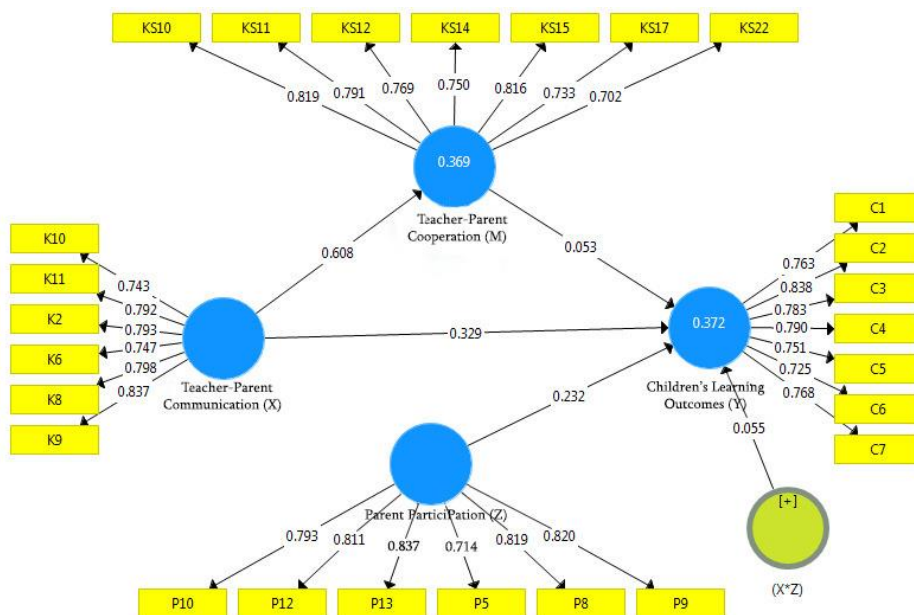 KS10 KS11 KS12 KS14 KS15 KS17 KS22
0.819 0.791 0.769 0.750 0.816 0.733 0.702
0.369
Teacher-Parent
Cooperation (M)
K10
K11
K2
K6
K8
K9
0.743
0.792
0.793
0.747
0.798
0.837
Teacher-Parent
Communication (X)
0.608
0.053
0.329
0.232
C1
C2
C3
C4
C5
C6
C7
0.763
0.838
0.783
0.790
0.751
0.725
0.768
0.372
Children's Learning
Outcomes (Y)
0.055
[+]
(X*Z)
Parent ParticiPation (Z)
0.793 0.811 0.837 0.714 0.819 0.820
P10 P12 P13 P5 P8 P9